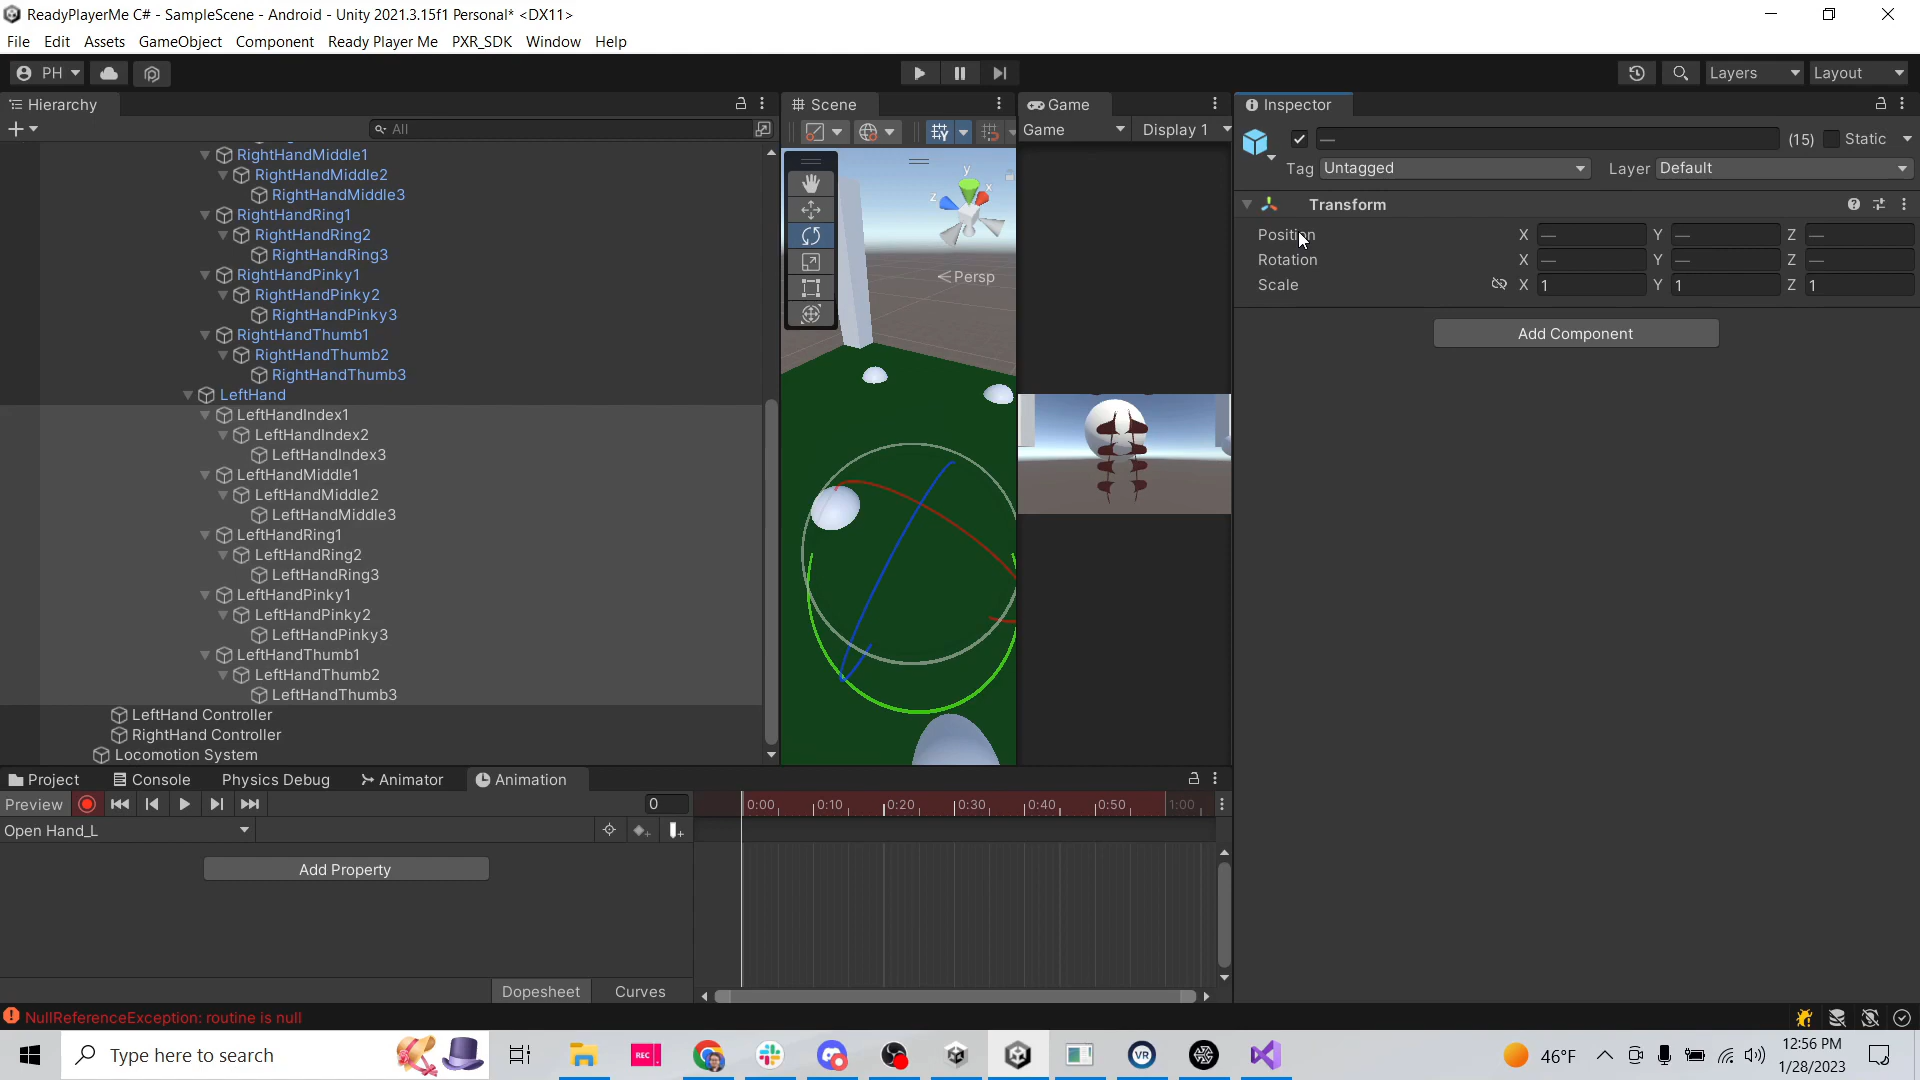 ReadyPlayerMe C# - SampleScene - Android - Unity 2021.3.15f1 Personal* <DX11>
File Edit Assets GameObject Component Ready Player Me PXR_SDK Window Help
PH Layers Layout
Hierarchy Scene Game Inspector
All Game Display 1 (15) Static
Tag Untagged Layer Default
RightHandMiddle1
RightHandMiddle2
RightHandMiddle3
RightHandRing1
RightHandRing2
RightHandRing3
RightHandPinky1
RightHandPinky2
RightHandPinky3
RightHandThumb1
RightHandThumb2
RightHandThumb3
LeftHand
LeftHandIndex1
LeftHandIndex2
LeftHandIndex3
LeftHandMiddle1
LeftHandMiddle2
LeftHandMiddle3
LeftHandRing1
LeftHandRing2
LeftHandRing3
LeftHandPinky1
LeftHandPinky2
LeftHandPinky3
LeftHandThumb1
LeftHandThumb2
LeftHandThumb3
LeftHand Controller
RightHand Controller
Locomotion System
y
x
z
Persp
Transform
Position X — Y — Z —
Rotation X — Y — Z —
Scale X 1 Y 1 Z 1
Add Component
Project Console Physics Debug Animator Animation
Preview 0 0:00 0:10 0:20 0:30 0:40 0:50 1:00
Open Hand_L
Add Property
Dopesheet Curves
NullReferenceException: routine is null
Type here to search REC VR 46°F 12:56 PM
1/28/2023